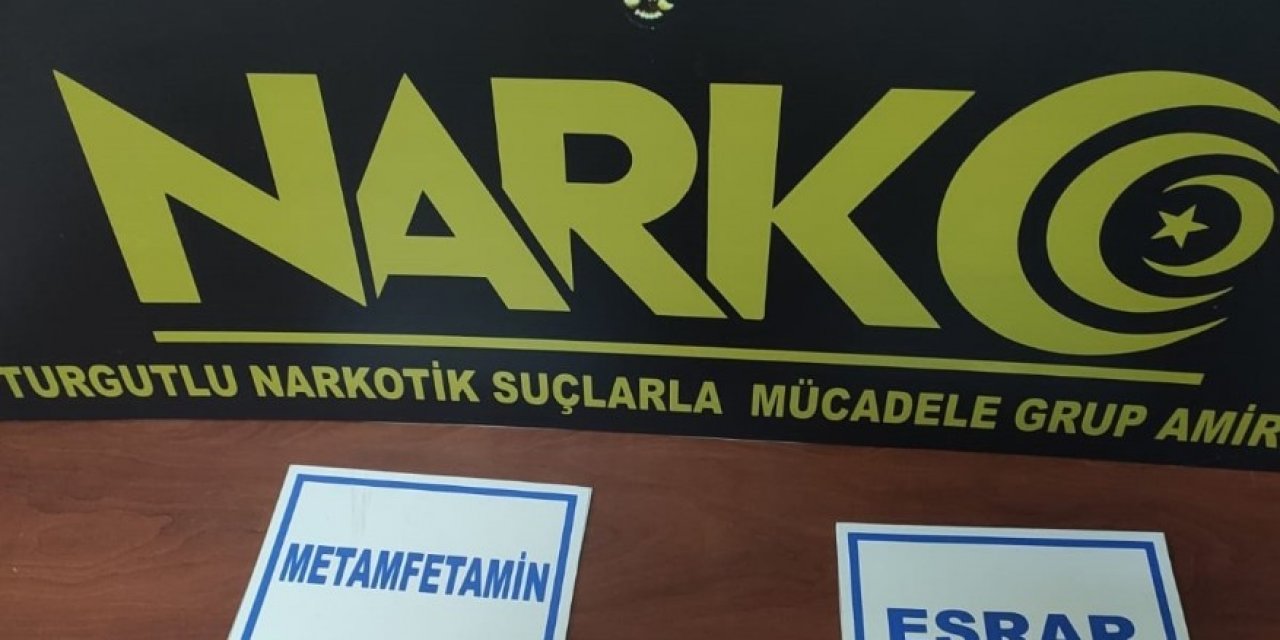 NARKO
TURGUTLU NARKOTİK SUÇLARLA MÜCADELE GRUP AMİR
METAMFETAMİN
ESRAR